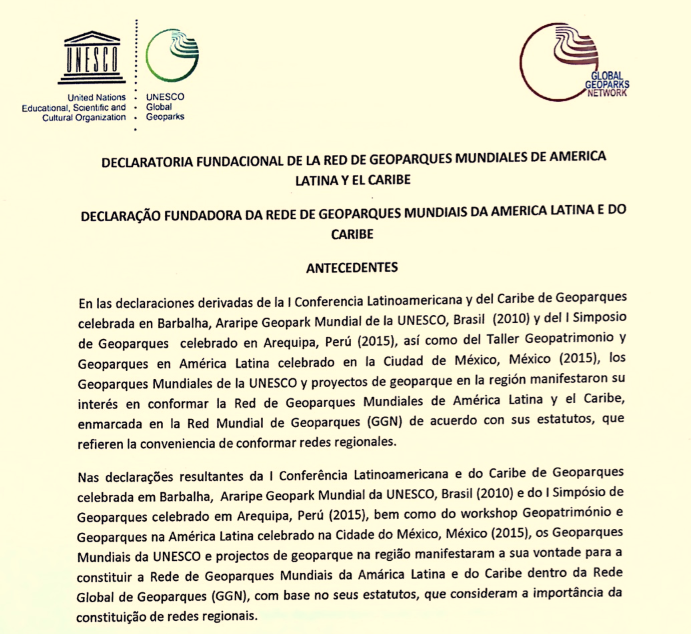 UNESCO
United Nations
Educational, Scientific and
Cultural Organization
UNESCO
Global
Geoparks
GLOBAL
GEOPARKS
NETWORK
DECLARATORIA FUNDACIONAL DE LA RED DE GEOPARQUES MUNDIALES DE AMERICA
LATINA Y EL CARIBE
DECLARAÇÃO FUNDADORA DA REDE DE GEOPARQUES MUNDIAIS DA AMERICA LATINA E DO
CARIBE
ANTECEDENTES
En las declaraciones derivadas de la I Conferencia Latinoamericana y del Caribe de Geoparques
celebrada en Barbalha, Araripe Geopark Mundial de la UNESCO, Brasil (2010) y del I Simposio
de Geoparques celebrado en Arequipa, Perú (2015), así como del Taller Geopatrimonio y
Geoparques en América Latina celebrado en la Ciudad de México, México (2015), los
Geoparques Mundiales de la UNESCO y proyectos de geoparque en la región manifestaron su
interés en conformar la Red de Geoparques Mundiales de América Latina y el Caribe,
enmarcada en la Red Mundial de Geoparques (GGN) de acuerdo con sus estatutos, que
refieren la conveniencia de conformar redes regionales.
Nas declarações resultantes da I Conferência Latinoamericana e do Caribe de Geoparques
celebrada em Barbalha, Araripe Geopark Mundial da UNESCO, Brasil (2010) e do I Simpósio de
Geoparques celebrado em Arequipa, Perú (2015), bem como do workshop Geopatrimónio e
Geoparques na América Latina celebrado na Cidade do México, México (2015), os Geoparques
Mundiais da UNESCO e projectos de geoparque na região manifestaram a sua vontade para a
constituir a Rede de Geoparques Mundiais da Amárica Latina e do Caribe dentro da Rede
Global de Geoparques (GGN), com base no seus estatutos, que consideram a importância da
constituição de redes regionais.